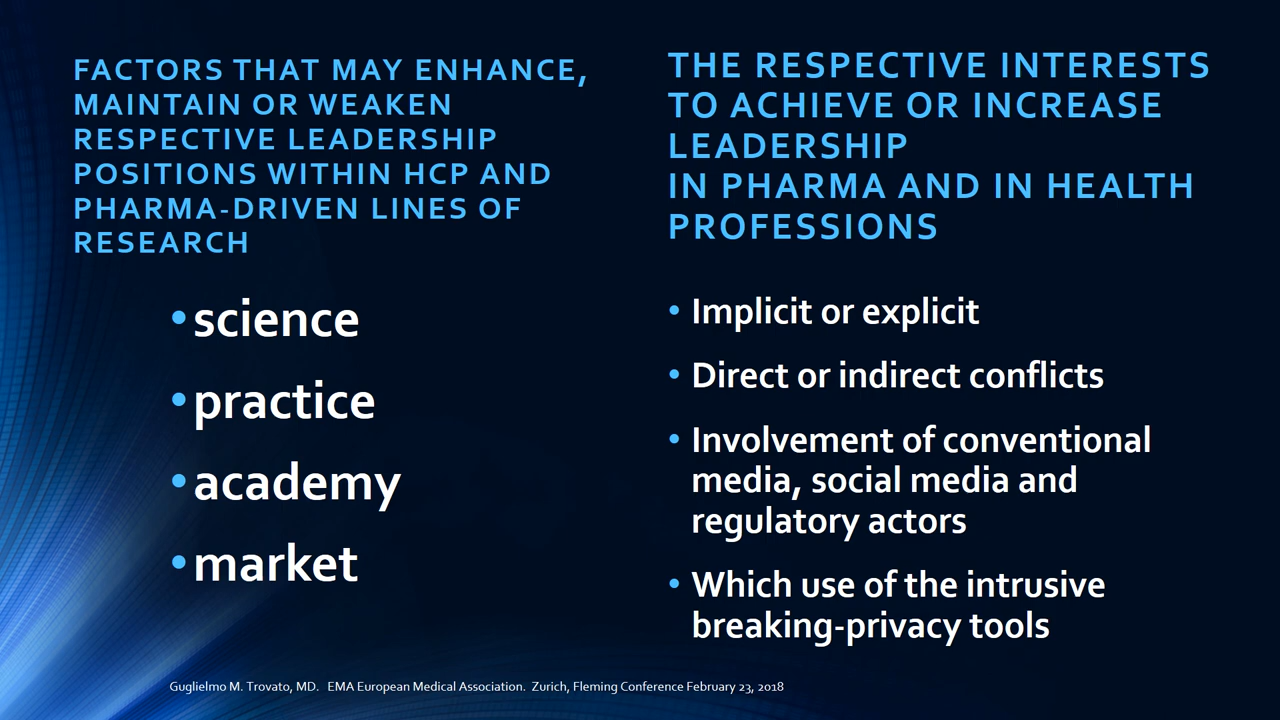 FACTORS THAT MAY ENHANCE,
MAINTAIN OR WEAKEN
RESPECTIVE LEADERSHIP
POSITIONS WITHIN HCP AND
PHARMA-DRIVEN LINES OF
RESEARCH
• science
• practice
• academy
• market
THE RESPECTIVE INTERESTS
TO ACHIEVE OR INCREASE
LEADERSHIP
IN PHARMA AND IN HEALTH
PROFESSIONS
• Implicit or explicit
• Direct or indirect conflicts
• Involvement of conventional
media, social media and
regulatory actors
• Which use of the intrusive
breaking-privacy tools
Guglielmo M. Trovato, MD. EMA European Medical Association. Zurich, Fleming Conference February 23, 2018